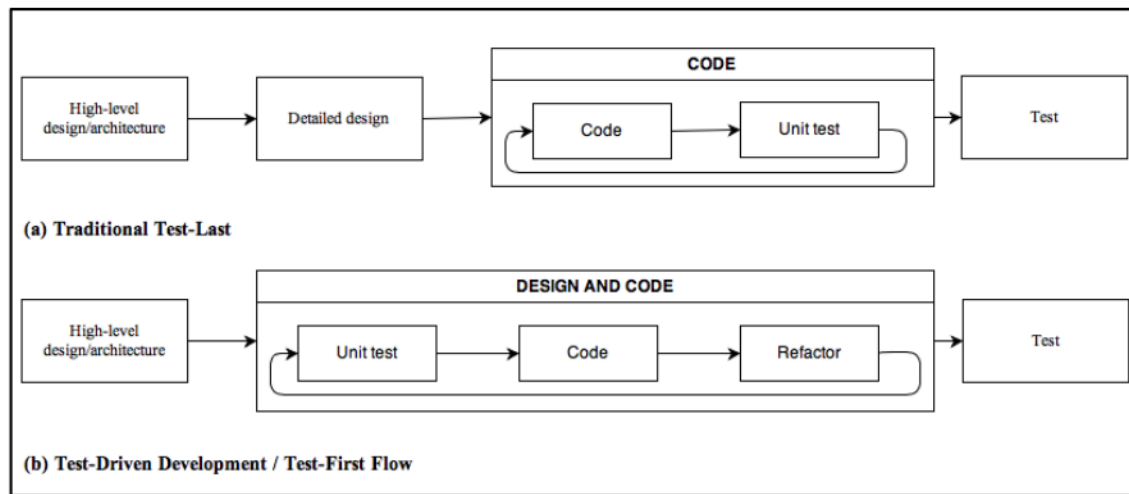 CODE
High-level
design/architecture
Detailed design
Code
Unit test
Test
(a) Traditional Test-Last
DESIGN AND CODE
High-level
design/architecture
Unit test
Code
Refactor
Test
(b) Test-Driven Development / Test-First Flow